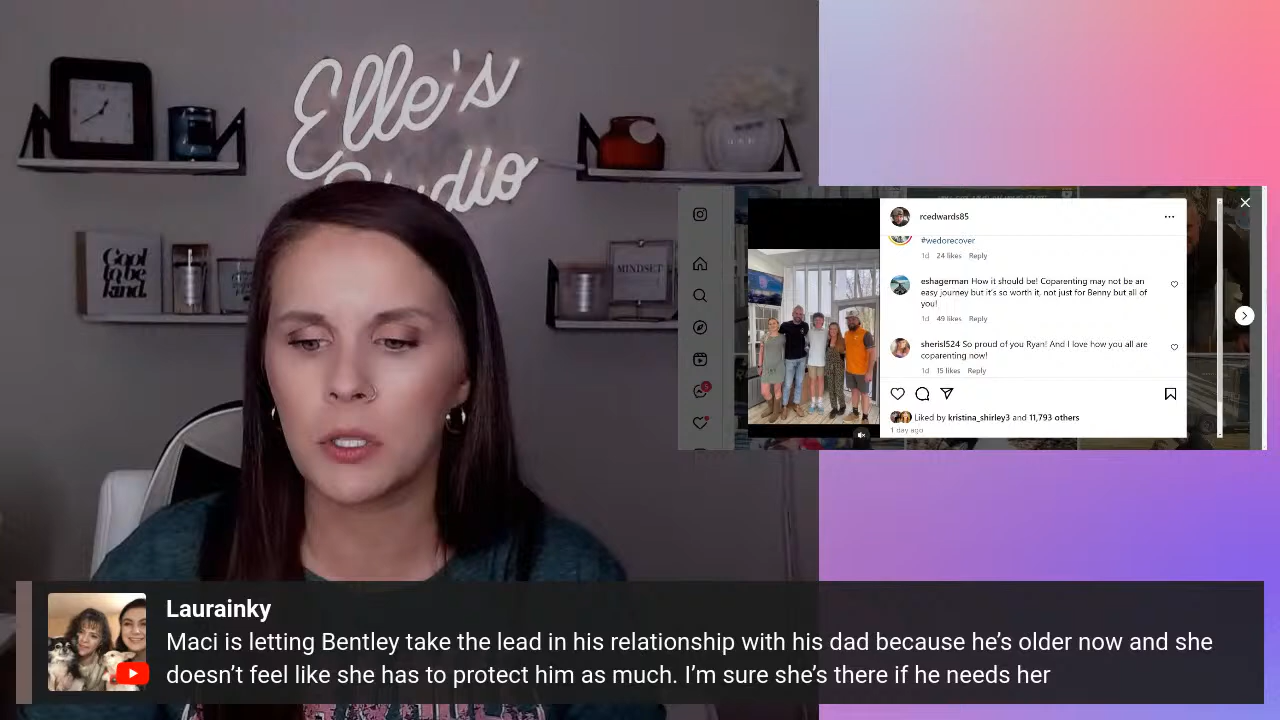 Elle's
Studio
Cool
to be
kind.
MINDSET
rcedwards85
#wedorecover
1d 24 likes Reply
eshagerman How it should be! Coparenting may not be an
easy journey but it's so worth it, not just for Benny but all of
you!
1d 49 likes Reply
sherisl524 So proud of you Ryan! And I love how you all are
coparenting now!
1d 15 likes Reply
Liked by kristina_shirley3 and 11,793 others
1 day ago
Laurainky
Maci is letting Bentley take the lead in his relationship with his dad because he's older now and she
doesn't feel like she has to protect him as much. I'm sure she's there if he needs her